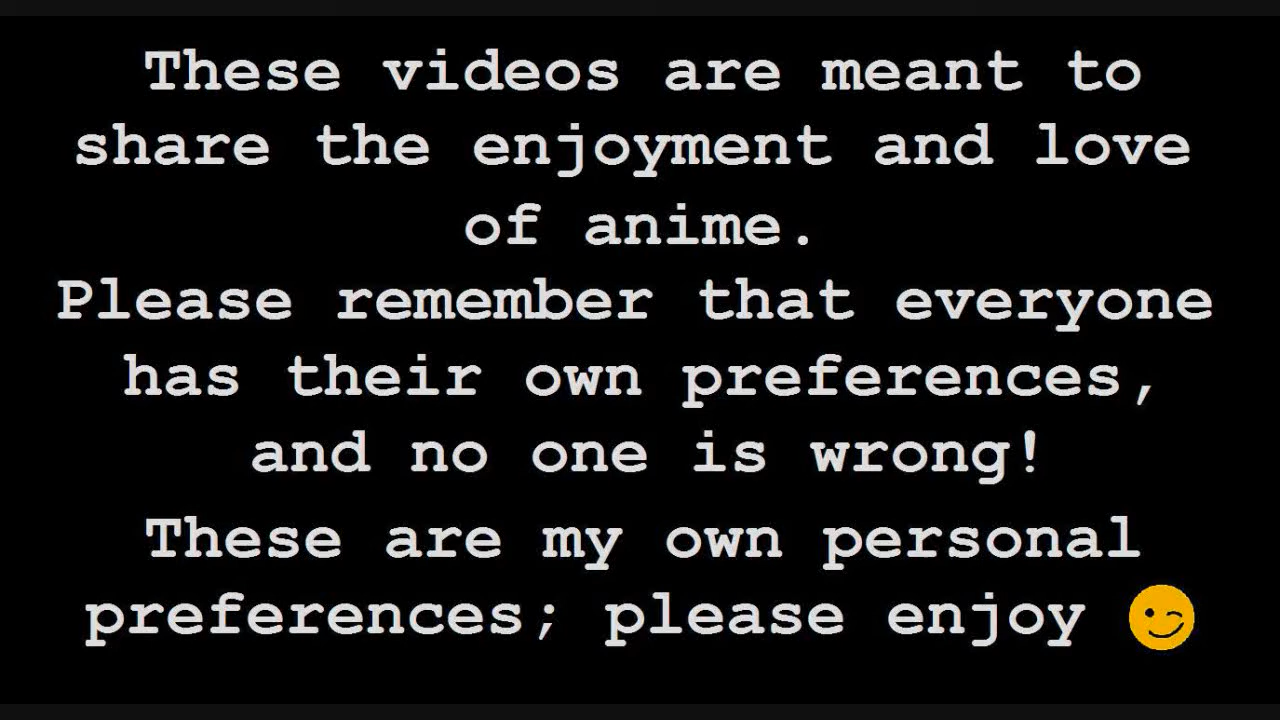 These videos are meant to
share the enjoyment and love
of anime.
Please remember that everyone
has their own preferences,
and no one is wrong!
These are my own personal
preferences; please enjoy 😉